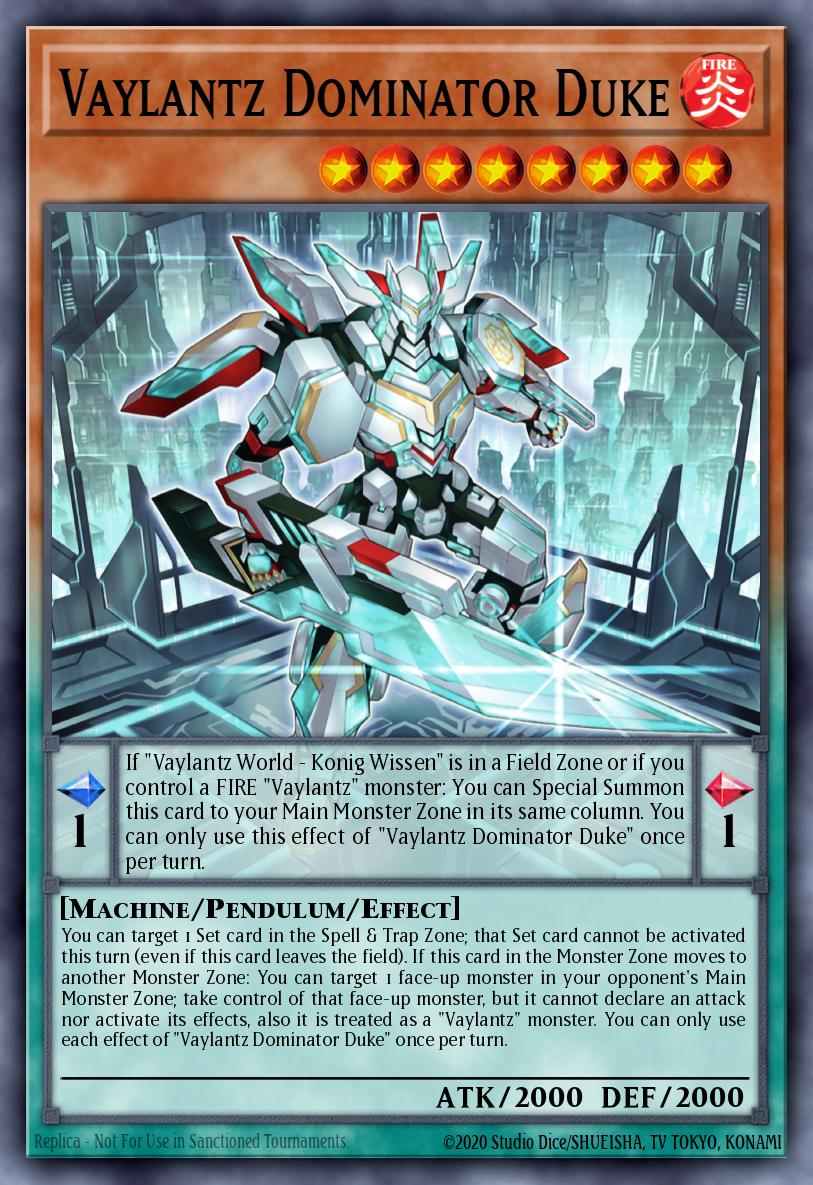 VAYLANTZ DOMINATOR DUKE
FIRE
炎
If "Vaylantz World - Konig Wissen" is in a Field Zone or if you
control a FIRE "Vaylantz" monster: You can Special Summon
this card to your Main Monster Zone in its same column. You
can only use this effect of "Vaylantz Dominator Duke" once
per turn.
1
1
[MACHINE/PENDULUM/EFFECT]
You can target 1 Set card in the Spell & Trap Zone; that Set card cannot be activated
this turn (even if this card leaves the field). If this card in the Monster Zone moves to
another Monster Zone: You can target 1 face-up monster in your opponent's Main
Monster Zone; take control of that face-up monster, but it cannot declare an attack
nor activate its effects, also it is treated as a "Vaylantz" monster. You can only use
each effect of "Vaylantz Dominator Duke" once per turn.
ATK/2000 DEF/2000
Replica - Not For Use in Sanctioned Tournaments.
©2020 Studio Dice/SHUEISHA, TV TOKYO, KONAMI